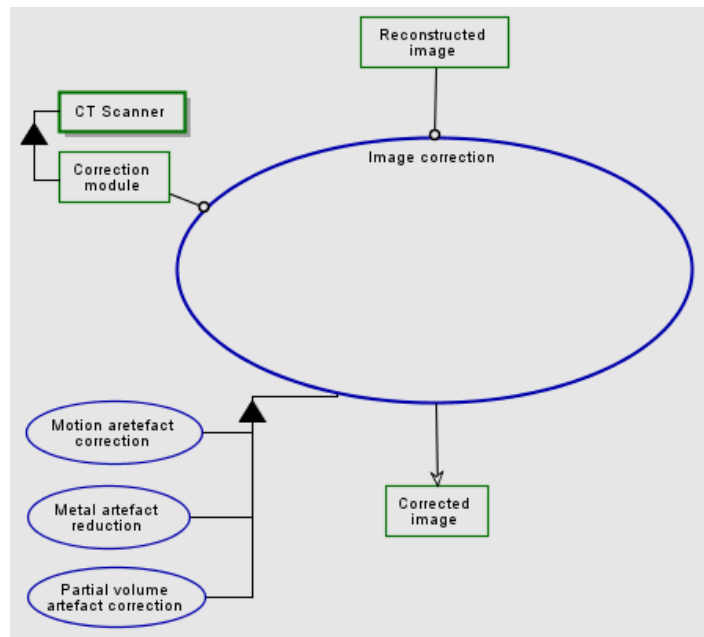 Reconstructed
image
CT Scanner
Image correction
Correction
module
Motion aretefact
correction
Metal artefact
reduction
Corrected
image
Partial volume
artefact correction